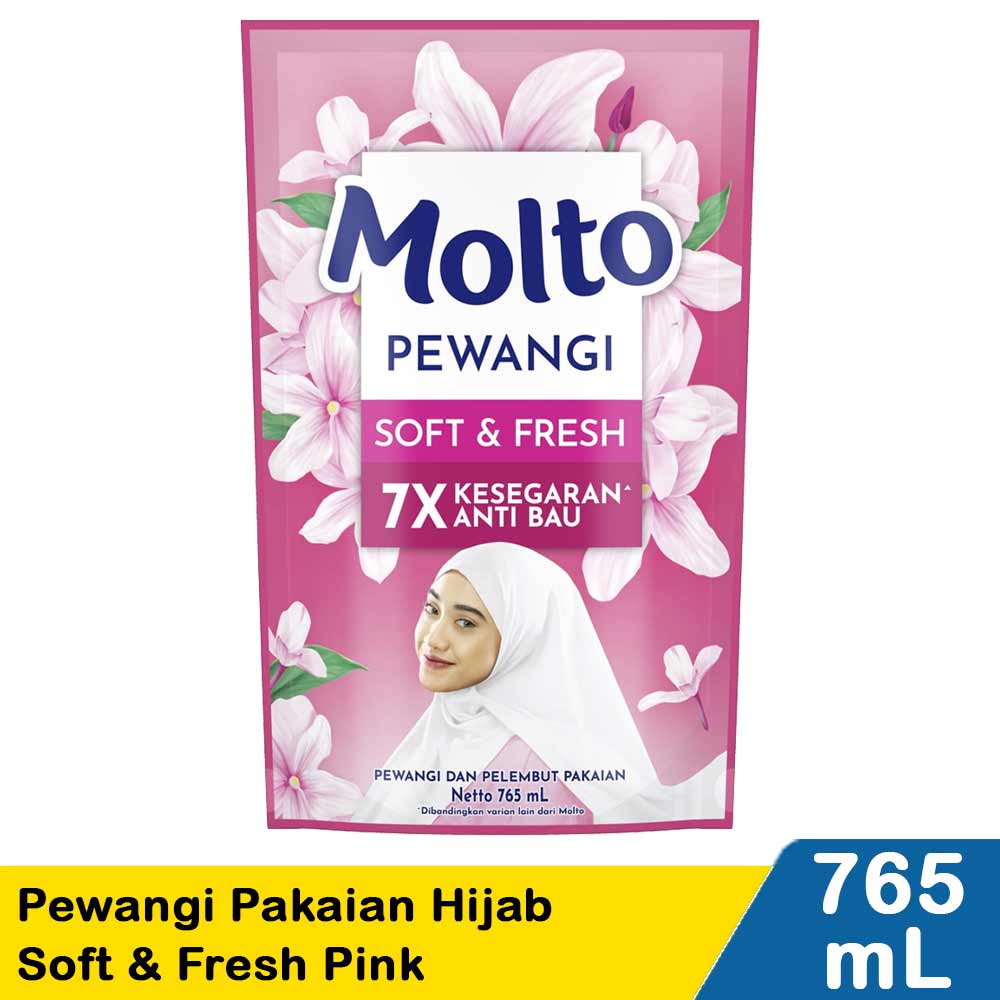 Molto
PEWANGI
SOFT & FRESH
7X KESEGARAN^
ANTI BAU
PEWANGI DAN PELEMBUT PAKAIAN
Netto 765 mL
^Dibandingkan varian lain dari Molto
Pewangi Pakaian Hijab
Soft & Fresh Pink
765
mL